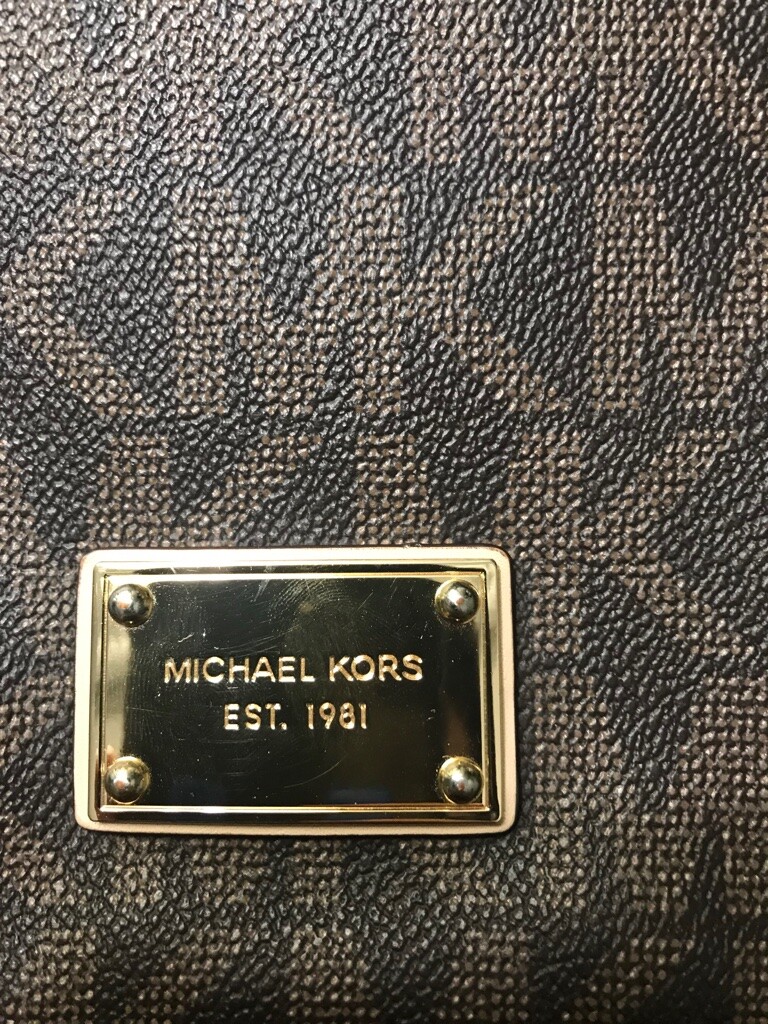 MICHAEL KORS
EST. 1981